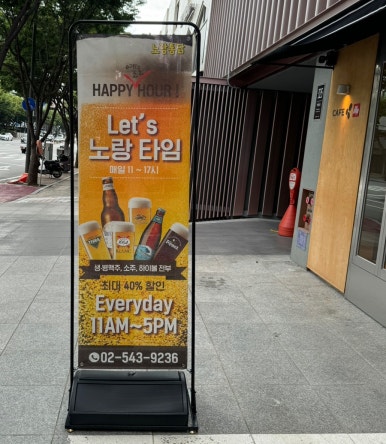 노랑통닭
HAPPY HOUR!
Let's
노랑 타임
매일 11 ~ 17시
생·병맥주, 소주, 하이볼 전부
최대 40% 할인
Everyday
11AM~5PM
02-543-9236
CAFE